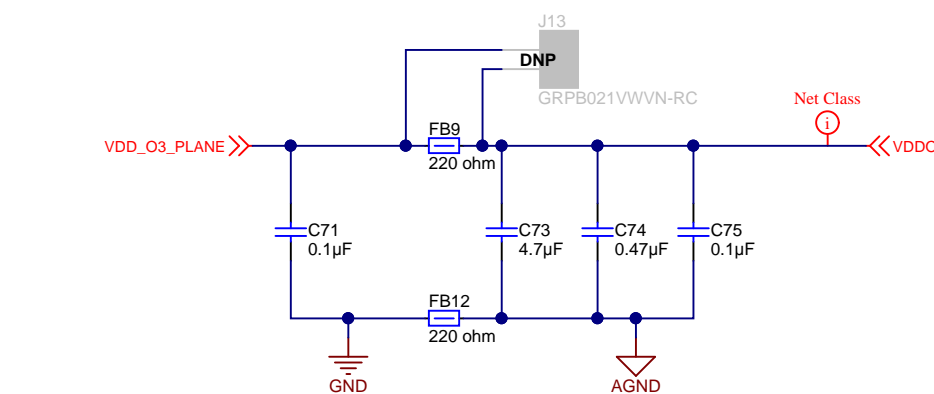 J13
DNP
GRPB021VWVN-RC
Net Class
i
VDD_O3_PLANE
FB9
220 ohm
VDDO
C71
0.1µF
C73
4.7µF
C74
0.47µF
C75
0.1µF
FB12
220 ohm
GND
AGND